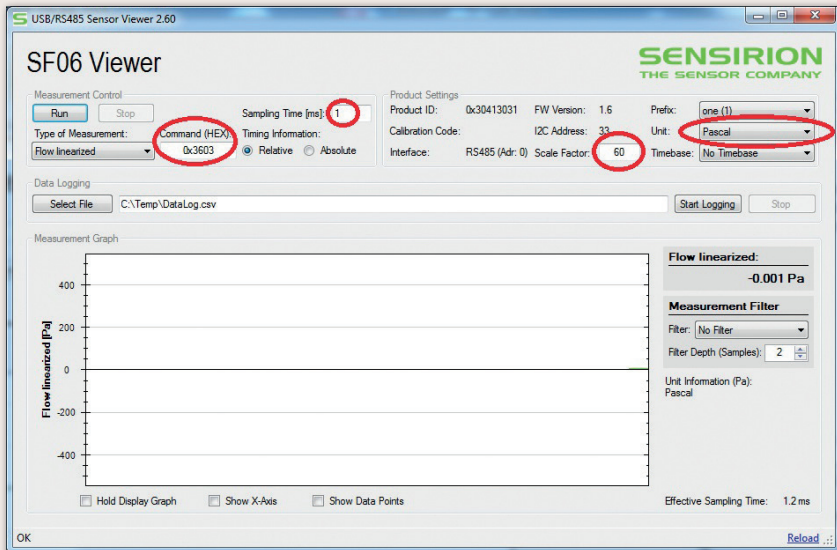 USB/RS485 Sensor Viewer 2.60
SF06 Viewer
SENSIRION
THE SENSOR COMPANY
Measurement Control
Run Stop Sampling Time [ms]: 1
Type of Measurement: Command (HEX): Timing Information:
Flow linearized 0x3603 Relative Absolute
Product Settings
Product ID: 0x30413031 FW Version: 1.6 Prefix: one (1)
Calibration Code: I2C Address: 33 Unit: Pascal
Interface: RS485 (Adr: 0) Scale Factor: 60 Timebase: No Timebase
Data Logging
Select File C:\Temp\DataLog.csv Start Logging Stop
Measurement Graph
Flow linearized [Pa]
400
200
0
-200
-400
Hold Display Graph Show X-Axis Show Data Points
Flow linearized:
-0.001 Pa
Measurement Filter
Filter: No Filter
Filter Depth (Samples): 2
Unit Information (Pa):
Pascal
Effective Sampling Time: 1.2 ms
OK Reload